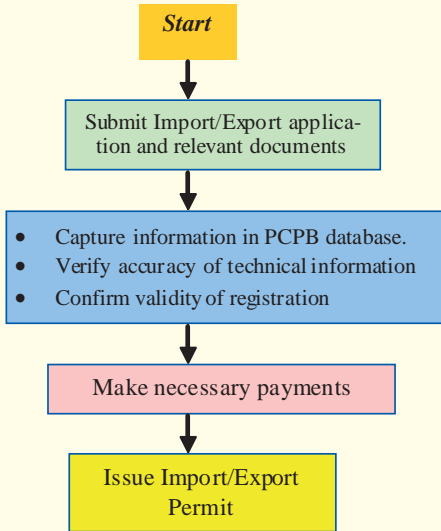 Start
Submit Import/Export applica-
tion and relevant documents
• Capture information in PCPB database.
• Verify accuracy of technical information
• Confirm validity of registration
Make necessary payments
Issue Import/Export
Permit